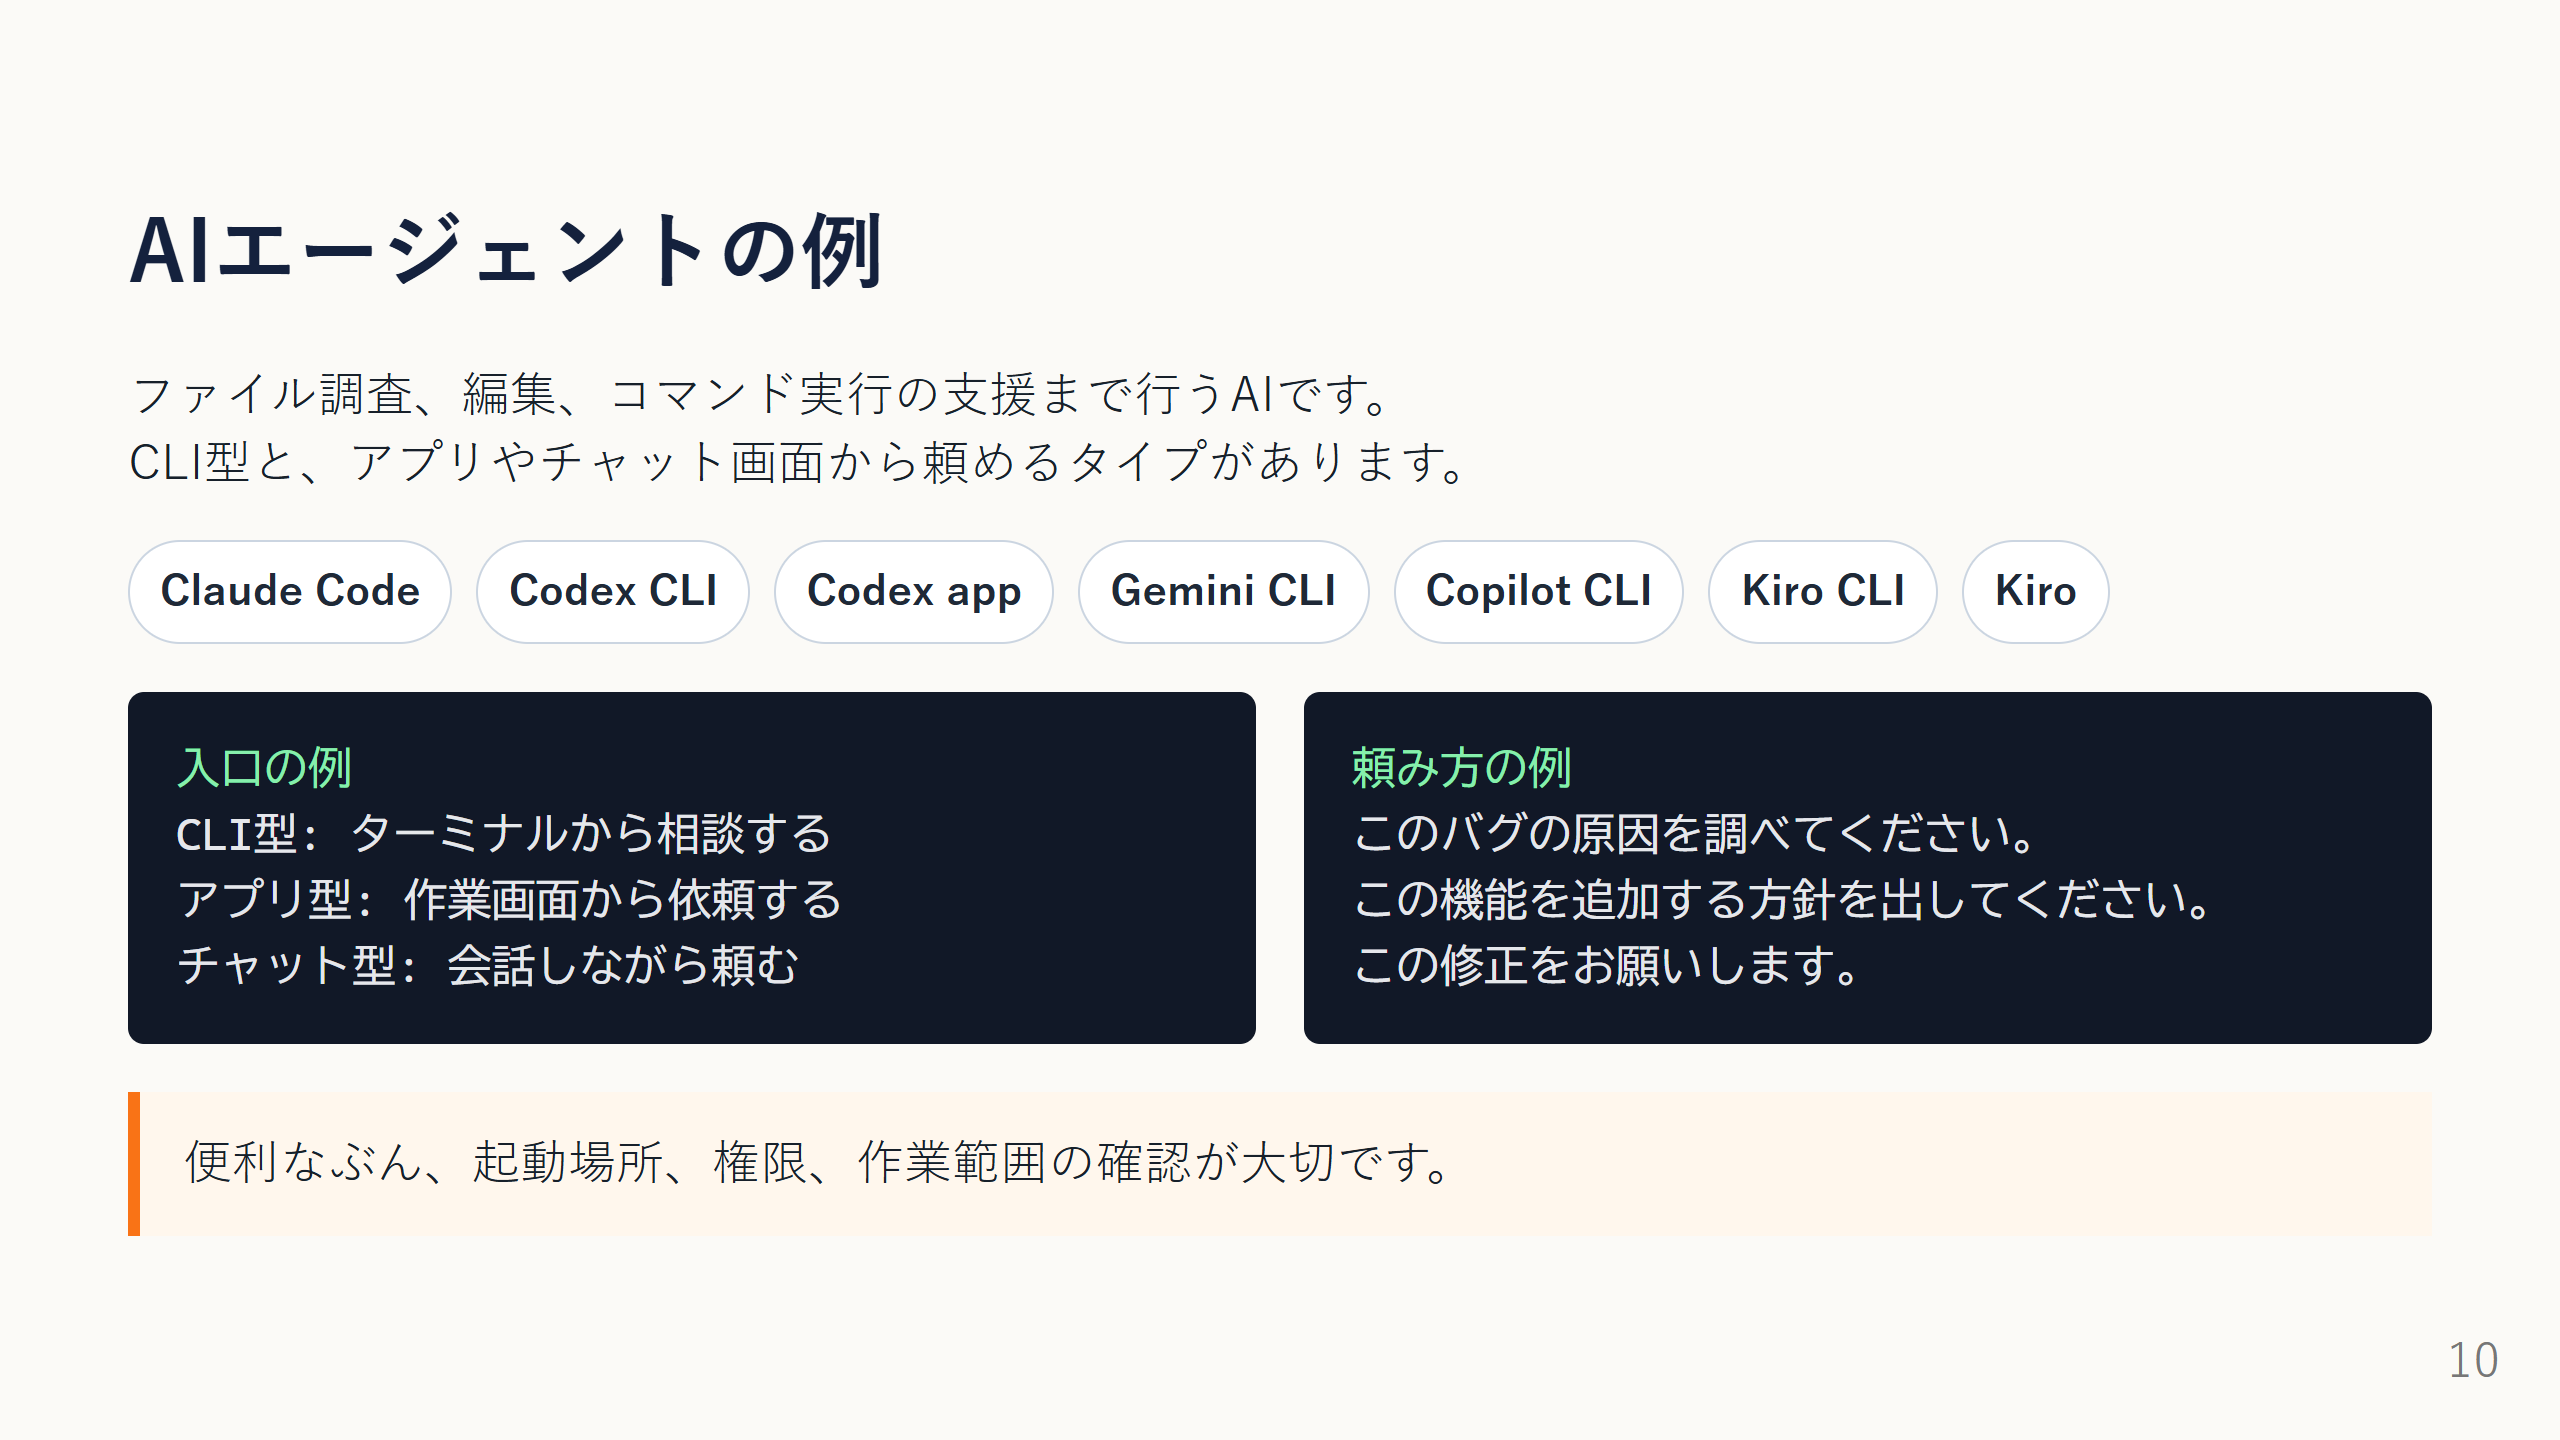 AIエージェントの例
ファイル調査、編集、コマンド実行の支援まで行うAIです。
CLI型と、アプリやチャット画面から頼めるタイプがあります。
Claude Code
Codex CLI
Codex app
Gemini CLI
Copilot CLI
Kiro CLI
Kiro
入口の例
CLI型: ターミナルから相談する
アプリ型: 作業画面から依頼する
チャット型: 会話しながら頼む
頼み方の例
このバグの原因を調べてください。
この機能を追加する方針を出してください。
この修正をお願いします。
便利なぶん、起動場所、権限、作業範囲の確認が大切です。
10